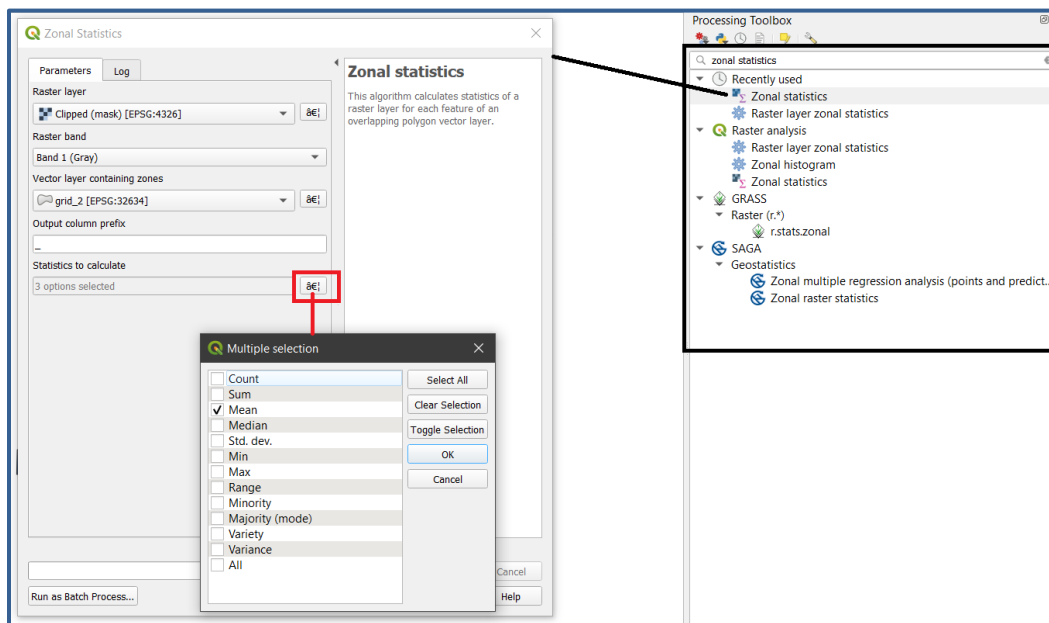 Zonal Statistics
Parameters
Log
Raster layer
Clipped (mask) [EPSG:4326]
…
Raster band
Band 1 (Gray)
Vector layer containing zones
grid_2 [EPSG:32634]
…
Output column prefix
_
Statistics to calculate
3 options selected
…
Zonal statistics
This algorithm calculates statistics of a
raster layer for each feature of an
overlapping polygon vector layer.
Cancel
Run as Batch Process...
Help
Multiple selection
Count
Sum
Mean
Median
Std. dev.
Min
Max
Range
Minority
Majority (mode)
Variety
Variance
All
Select All
Clear Selection
Toggle Selection
OK
Cancel
Processing Toolbox
zonal statistics
Recently used
Zonal statistics
Raster layer zonal statistics
Raster analysis
Raster layer zonal statistics
Zonal histogram
Zonal statistics
GRASS
Raster (r.*)
r.stats.zonal
SAGA
Geostatistics
Zonal multiple regression analysis (points and predict...
Zonal raster statistics